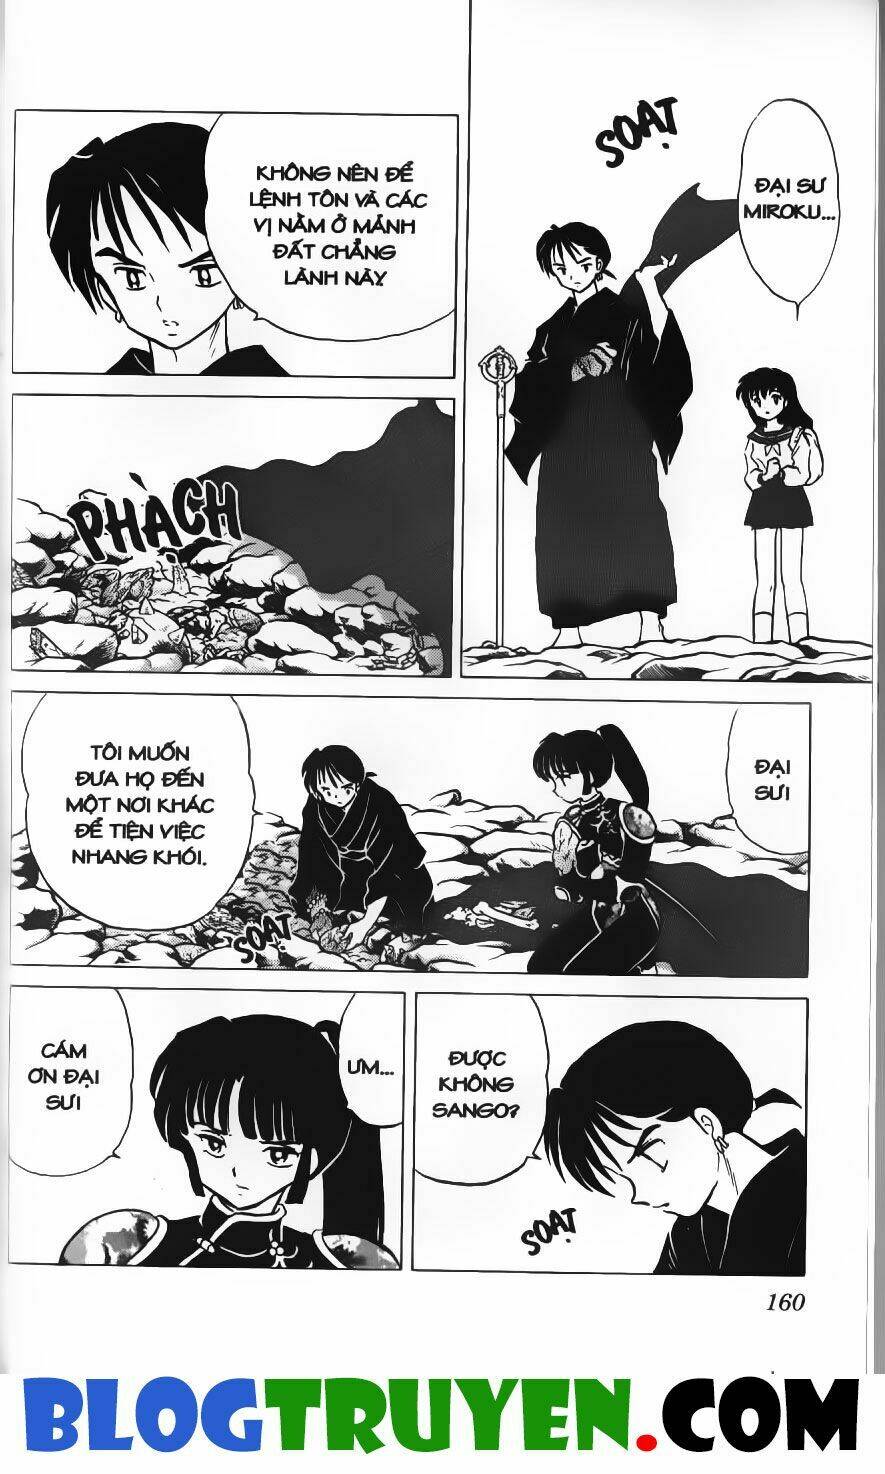 SOẠT
ĐẠI SƯ
MIROKU...
KHÔNG NÊN ĐỂ
LỆNH TÔN VÀ CÁC
VỊ NẰM Ở MẢNH
ĐẤT CHẲNG
LÀNH NÀY.
PHẠCH
ĐẠI
SƯ!
TÔI MUỐN
ĐƯA HỌ ĐẾN
MỘT NƠI KHÁC
ĐỂ TIỆN VIỆC
NHANG KHÓI.
SOẠT
ĐƯỢC
KHÔNG
SANGO?
SOẠT
ƯM...
CÁM
ƠN ĐẠI
SƯ!
160
BLOGTRUYEN.COM